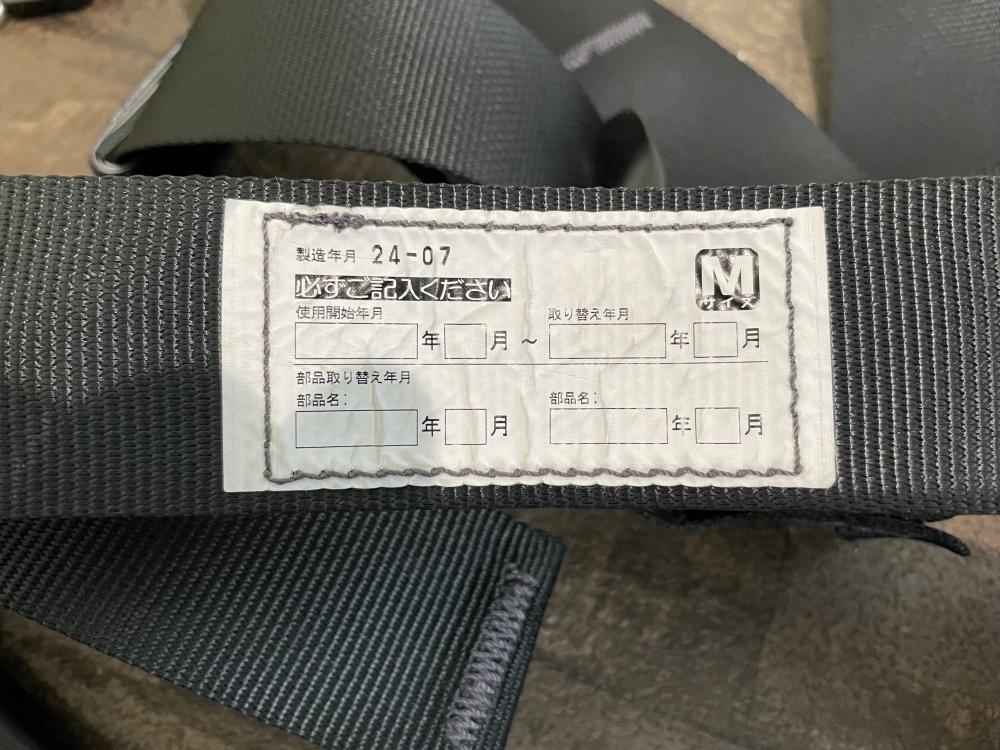 製造年月 24-07
必ずご記入ください
M
サイズ
使用開始年月 取り替え年月
年 月 ~ 年 月
部品取り替え年月
部品名: 部品名:
年 月 年 月